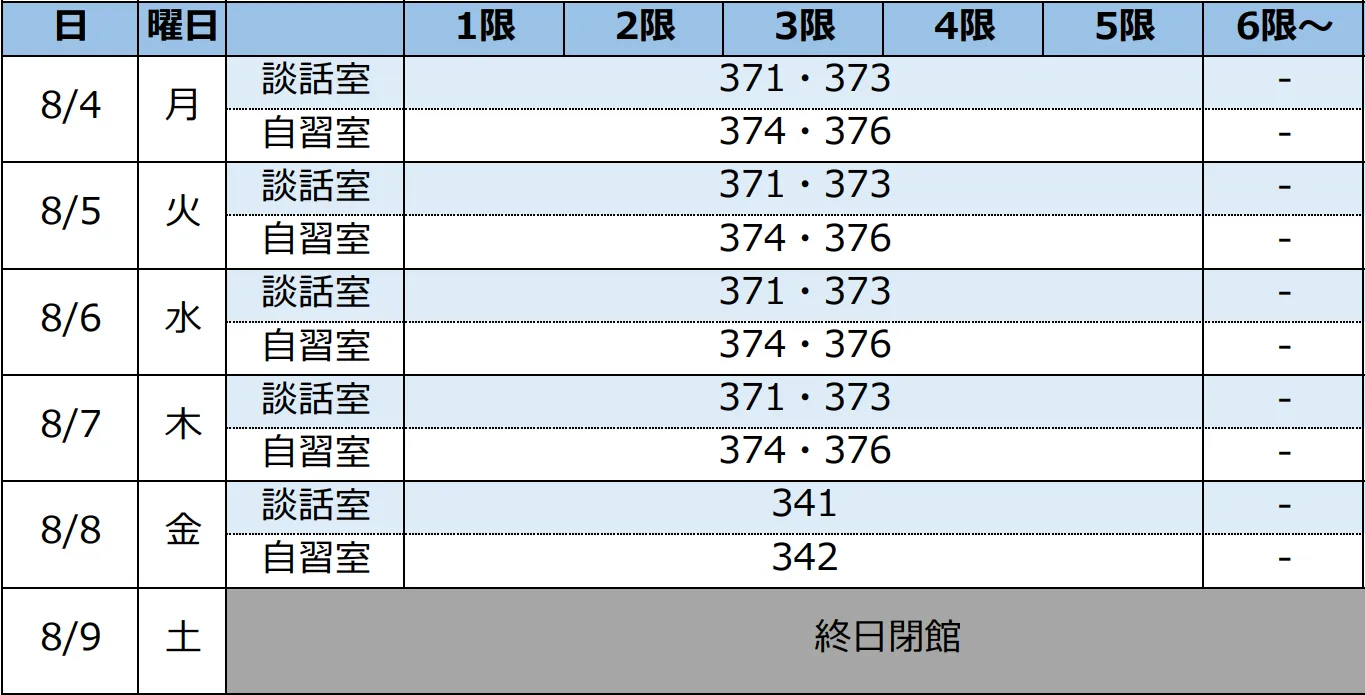 日 曜日 1限 2限 3限 4限 5限 6限～
8/4 月 談話室 371・373 -
自習室 374・376 -
8/5 火 談話室 371・373 -
自習室 374・376 -
8/6 水 談話室 371・373 -
自習室 374・376 -
8/7 木 談話室 371・373 -
自習室 374・376 -
8/8 金 談話室 341 -
自習室 342 -
8/9 土 終日閉館